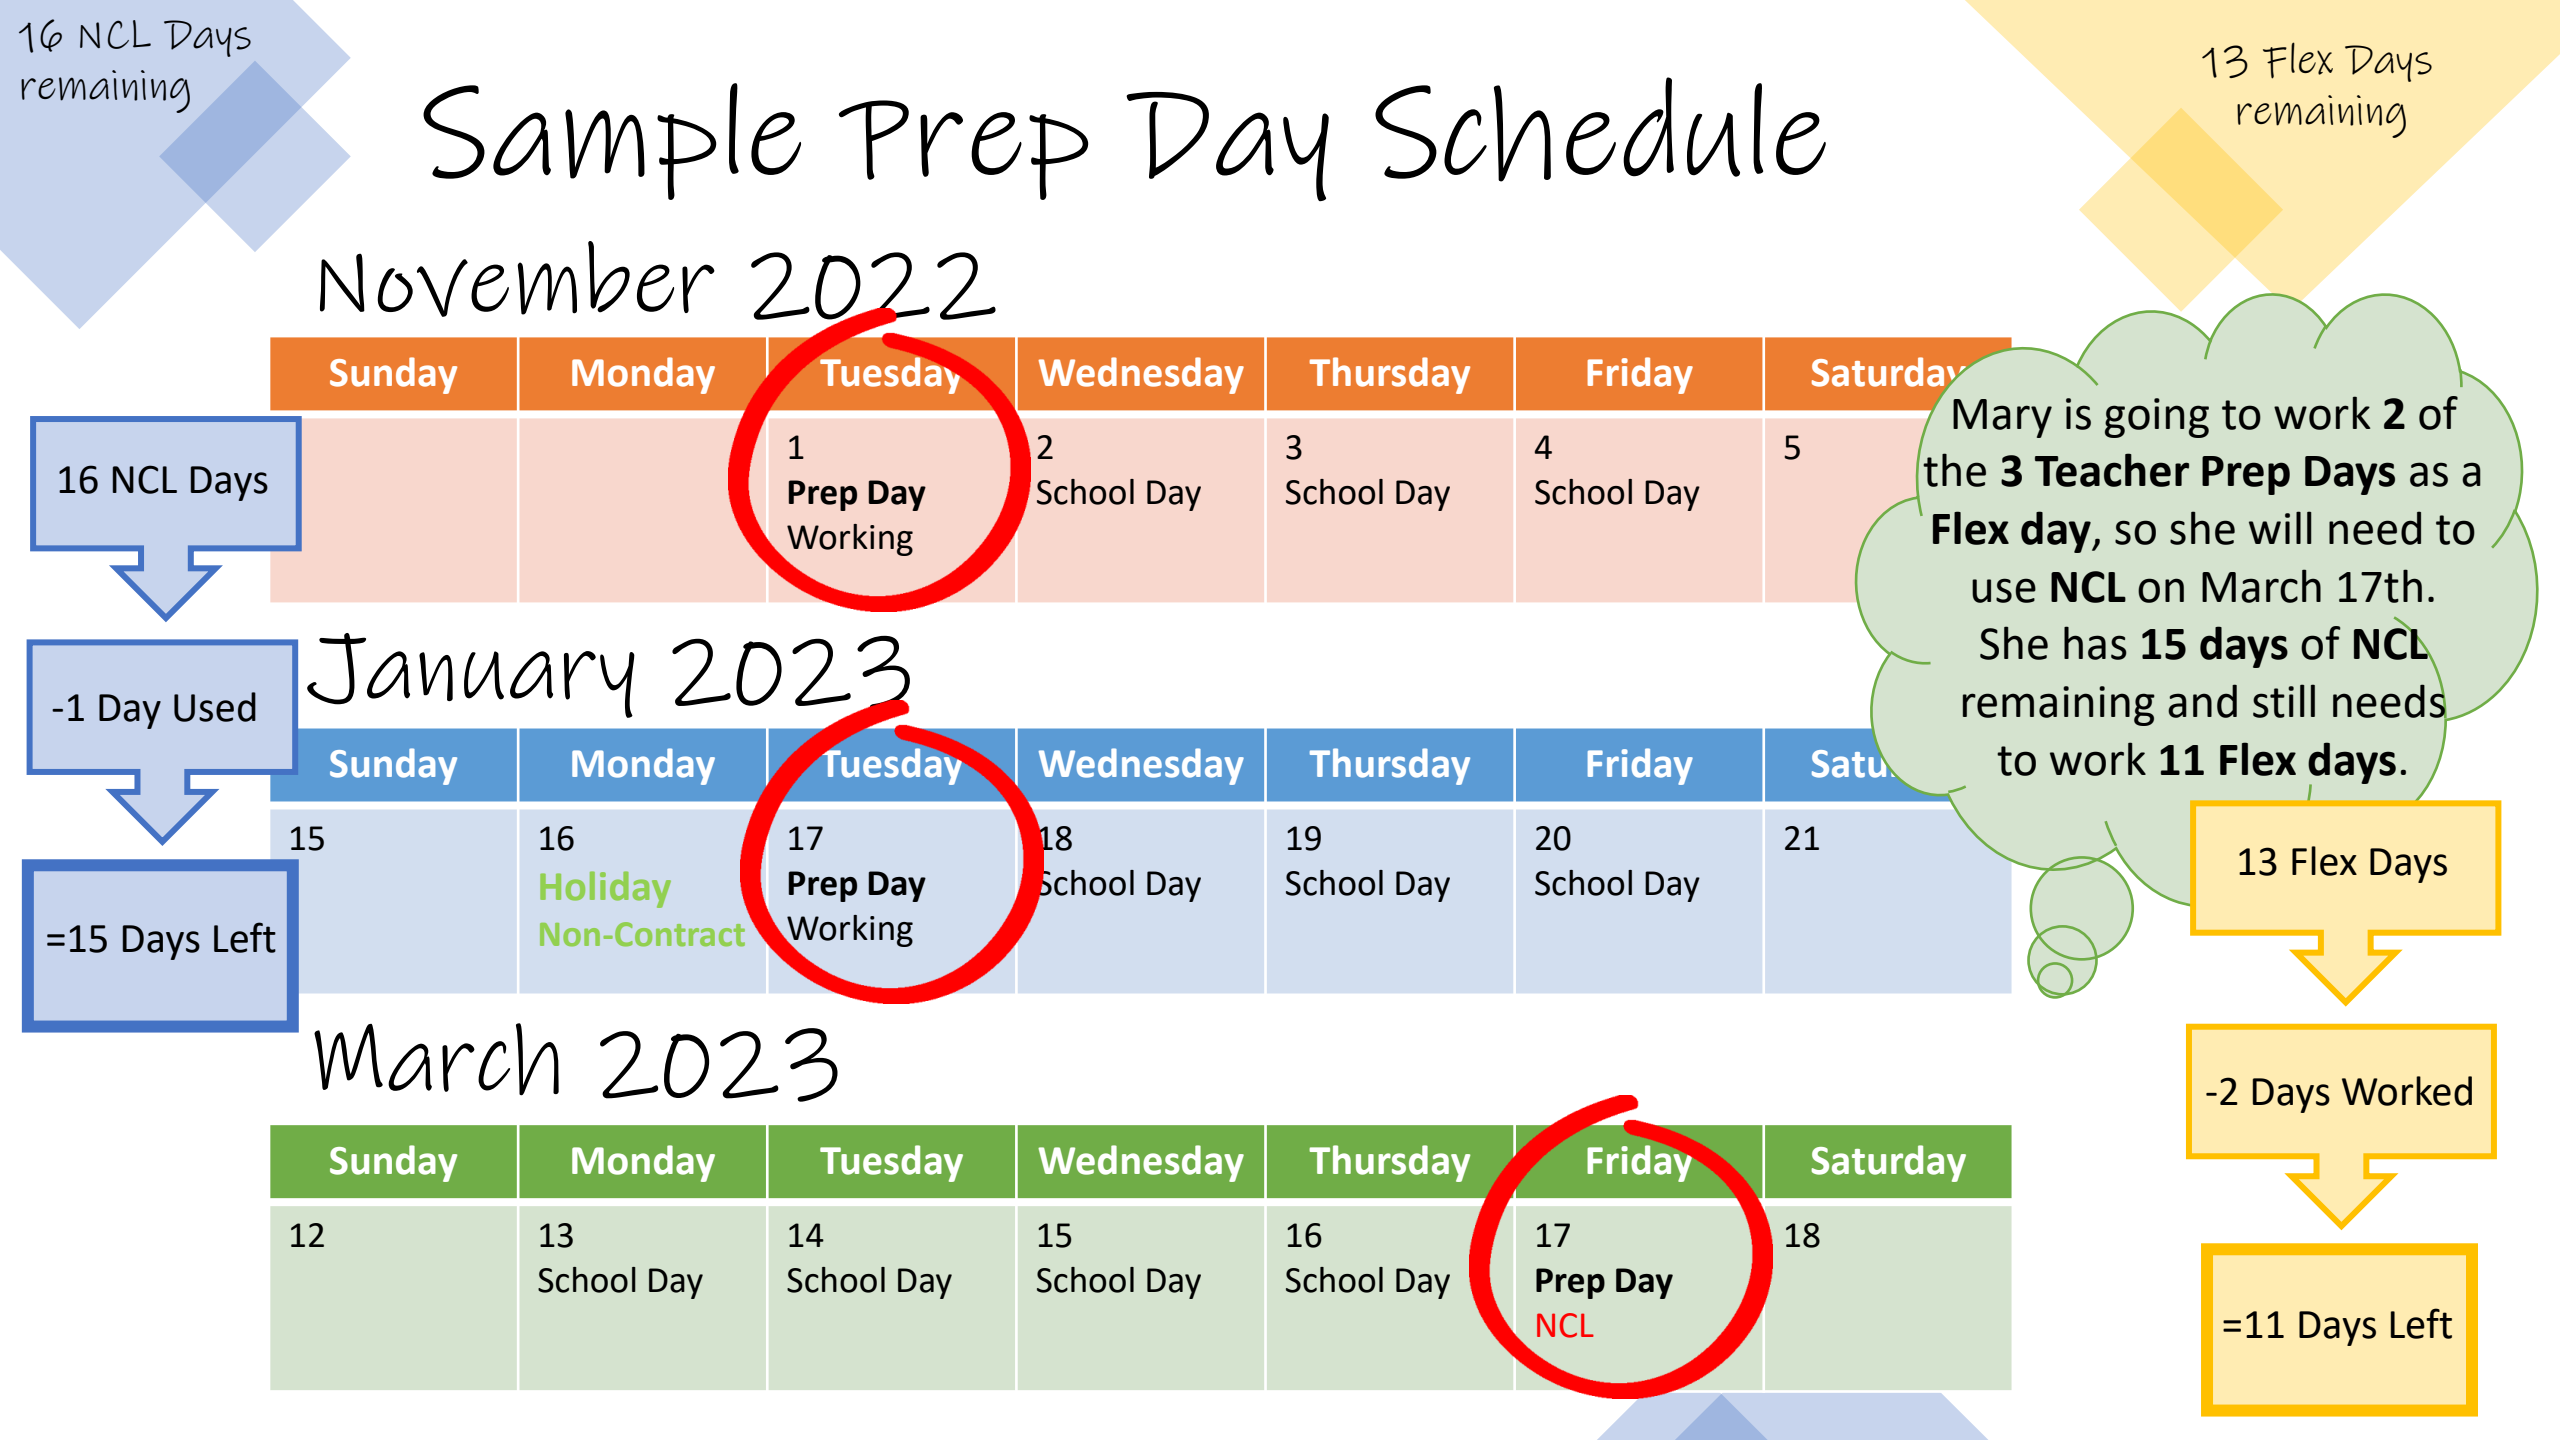 16 NCL Days
remaining
13 Flex Days
remaining
Sample Prep Day Schedule
November 2022
Sunday Monday Tuesday Wednesday Thursday Friday Saturday
1 2 3 4 5
Prep Day School Day School Day School Day
Working
16 NCL Days
-1 Day Used
=15 Days Left
January 2023
Sunday Monday Tuesday Wednesday Thursday Friday Satu
15 16 17 18 19 20 21
Holiday Prep Day School Day School Day School Day
Non-Contract Working
March 2023
Sunday Monday Tuesday Wednesday Thursday Friday Saturday
12 13 14 15 16 17 18
School Day School Day School Day School Day Prep Day
NCL
Mary is going to work 2 of
the 3 Teacher Prep Days as a
Flex day, so she will need to
use NCL on March 17th.
She has 15 days of NCL
remaining and still needs
to work 11 Flex days.
13 Flex Days
-2 Days Worked
=11 Days Left